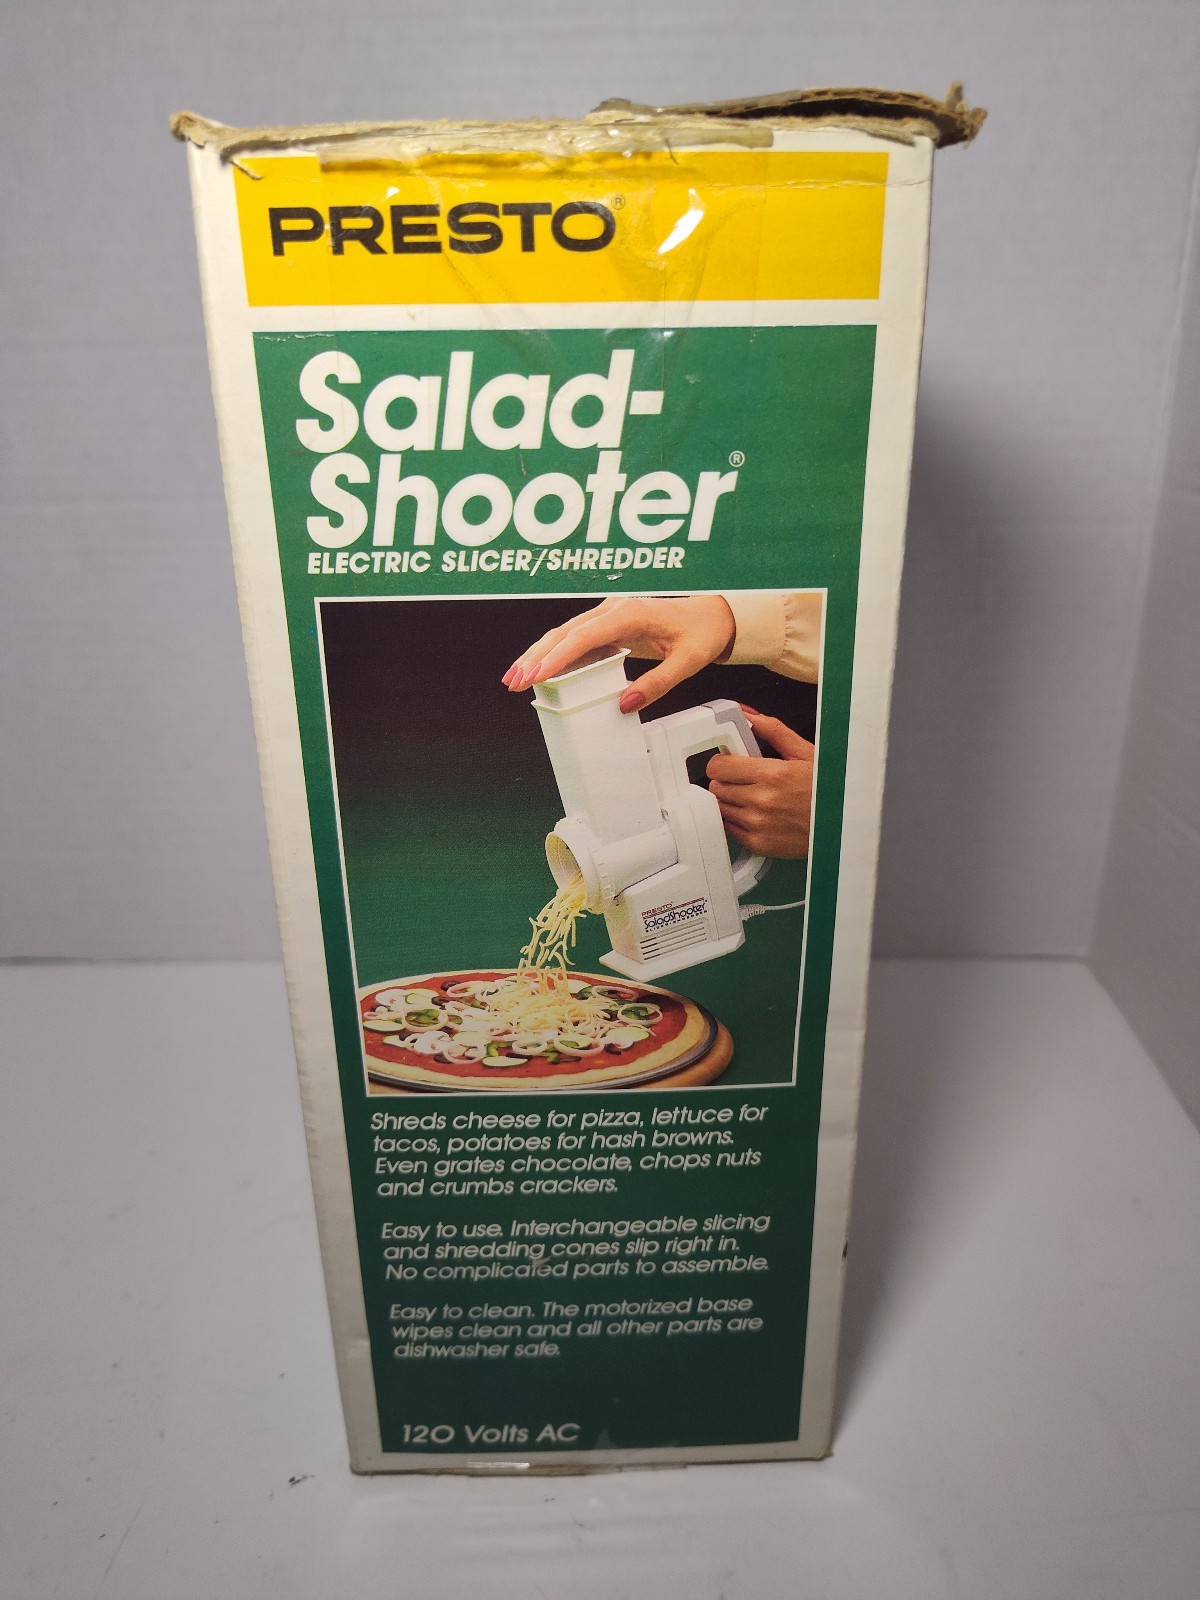 PRESTO®
Salad-
Shooter®
ELECTRIC SLICER/SHREDDER
PRESTO
SaladShooter
SLICER/SHREDDER
Shreds cheese for pizza, lettuce for
tacos, potatoes for hash browns.
Even grates chocolate, chops nuts
and crumbs crackers.
Easy to use. Interchangeable slicing
and shredding cones slip right in.
No complicated parts to assemble.
Easy to clean. The motorized base
wipes clean and all other parts are
dishwasher safe.
120 Volts AC